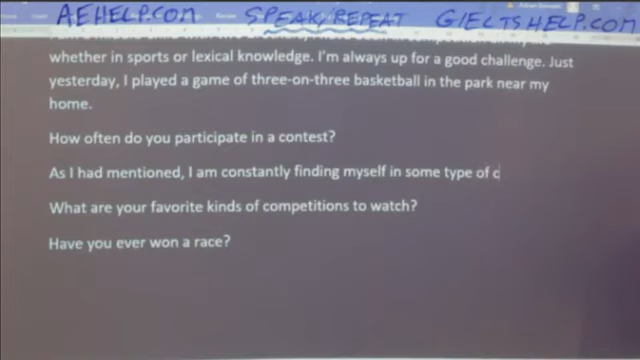 AEHELP.COM SPEAK/REPEAT GIELTSHELP.COM
whether in sports or lexical knowledge. I'm always up for a good challenge. Just
yesterday, I played a game of three-on-three basketball in the park near my
home.
How often do you participate in a contest?
As I had mentioned, I am constantly finding myself in some type of c
What are your favorite kinds of competitions to watch?
Have you ever won a race?